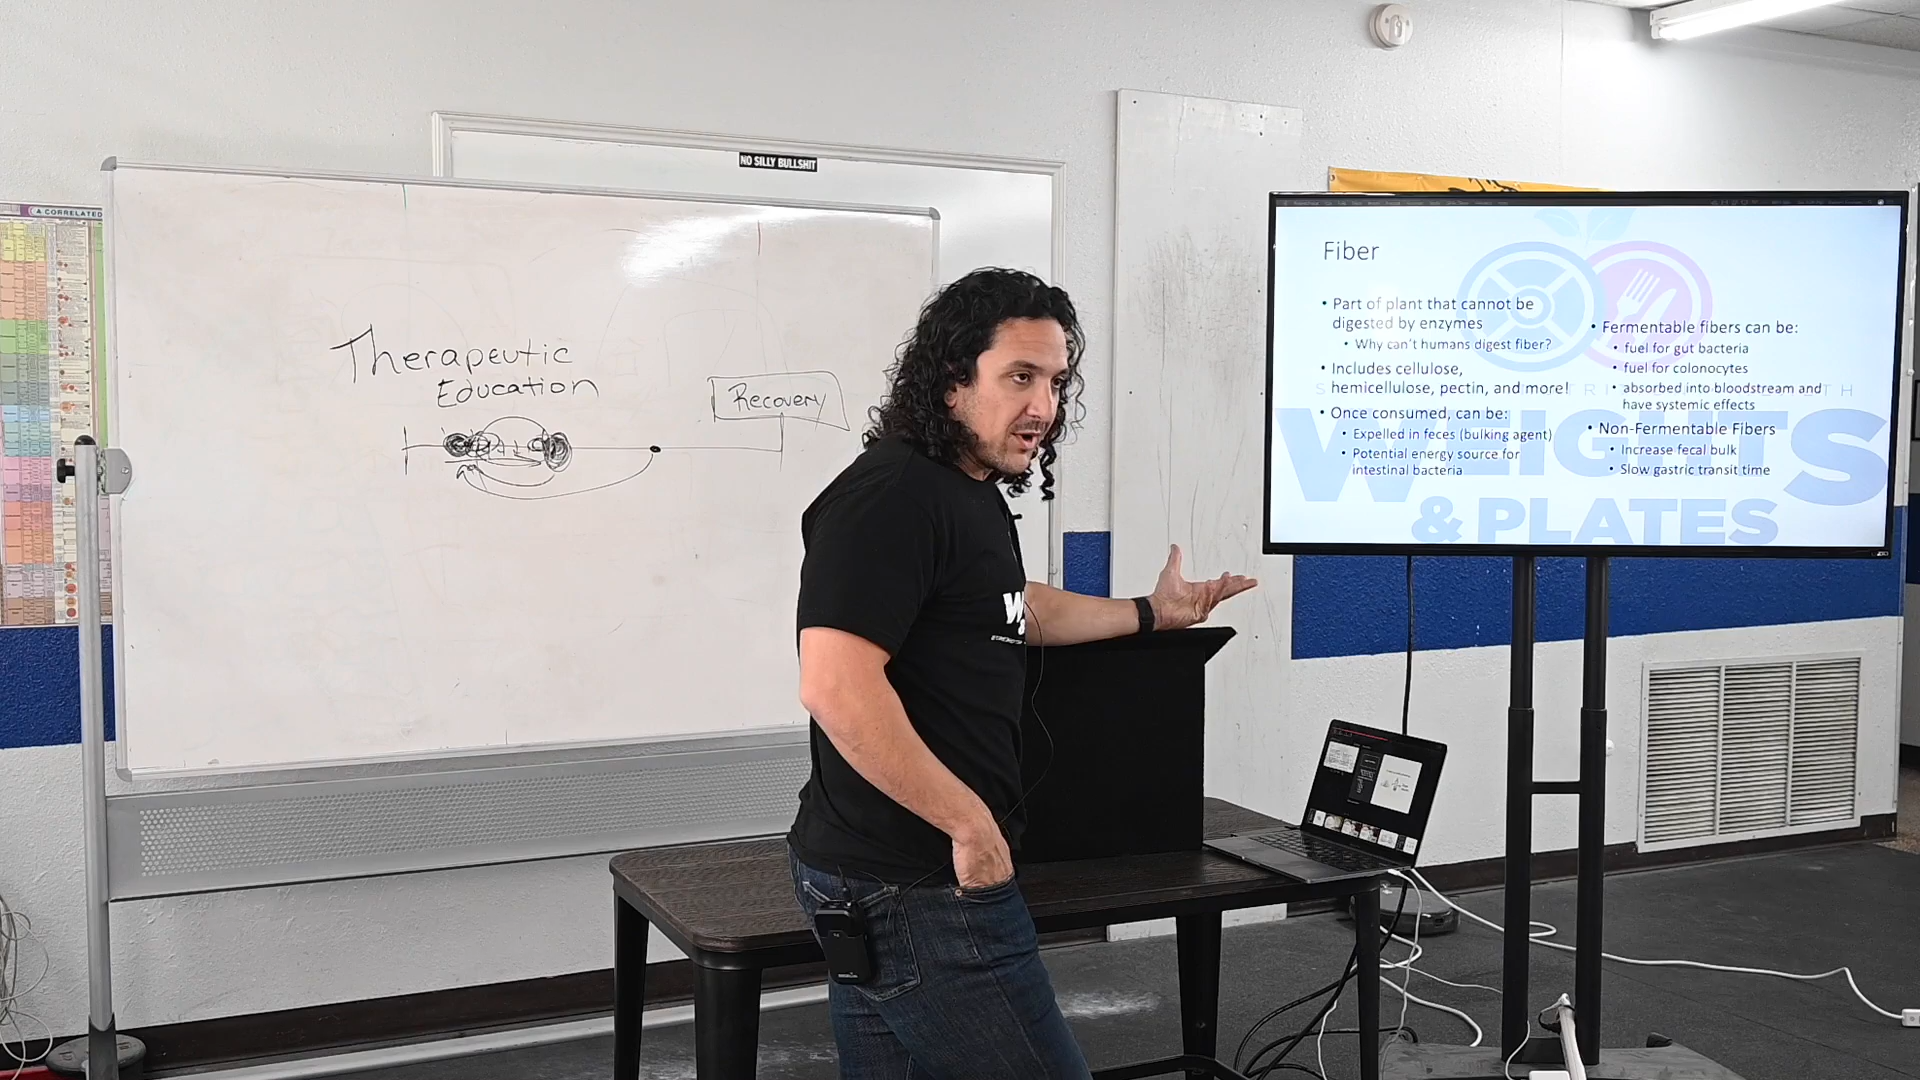 A CORRELATED
NO SILLY BULLSHIT
Therapeutic
Education
Recovery
Fiber
• Part of plant that cannot be
digested by enzymes
• Why can't humans digest fiber?
• Includes cellulose,
hemicellulose, pectin, and more!
• Once consumed, can be:
• Expelled in feces (bulking agent)
• Potential energy source for
intestinal bacteria
• Fermentable fibers can be:
• fuel for gut bacteria
• fuel for colonocytes
• absorbed into bloodstream and
have systemic effects
• Non-Fermentable Fibers
• Increase fecal bulk
• Slow gastric transit time
WEIGHTS
& PLATES